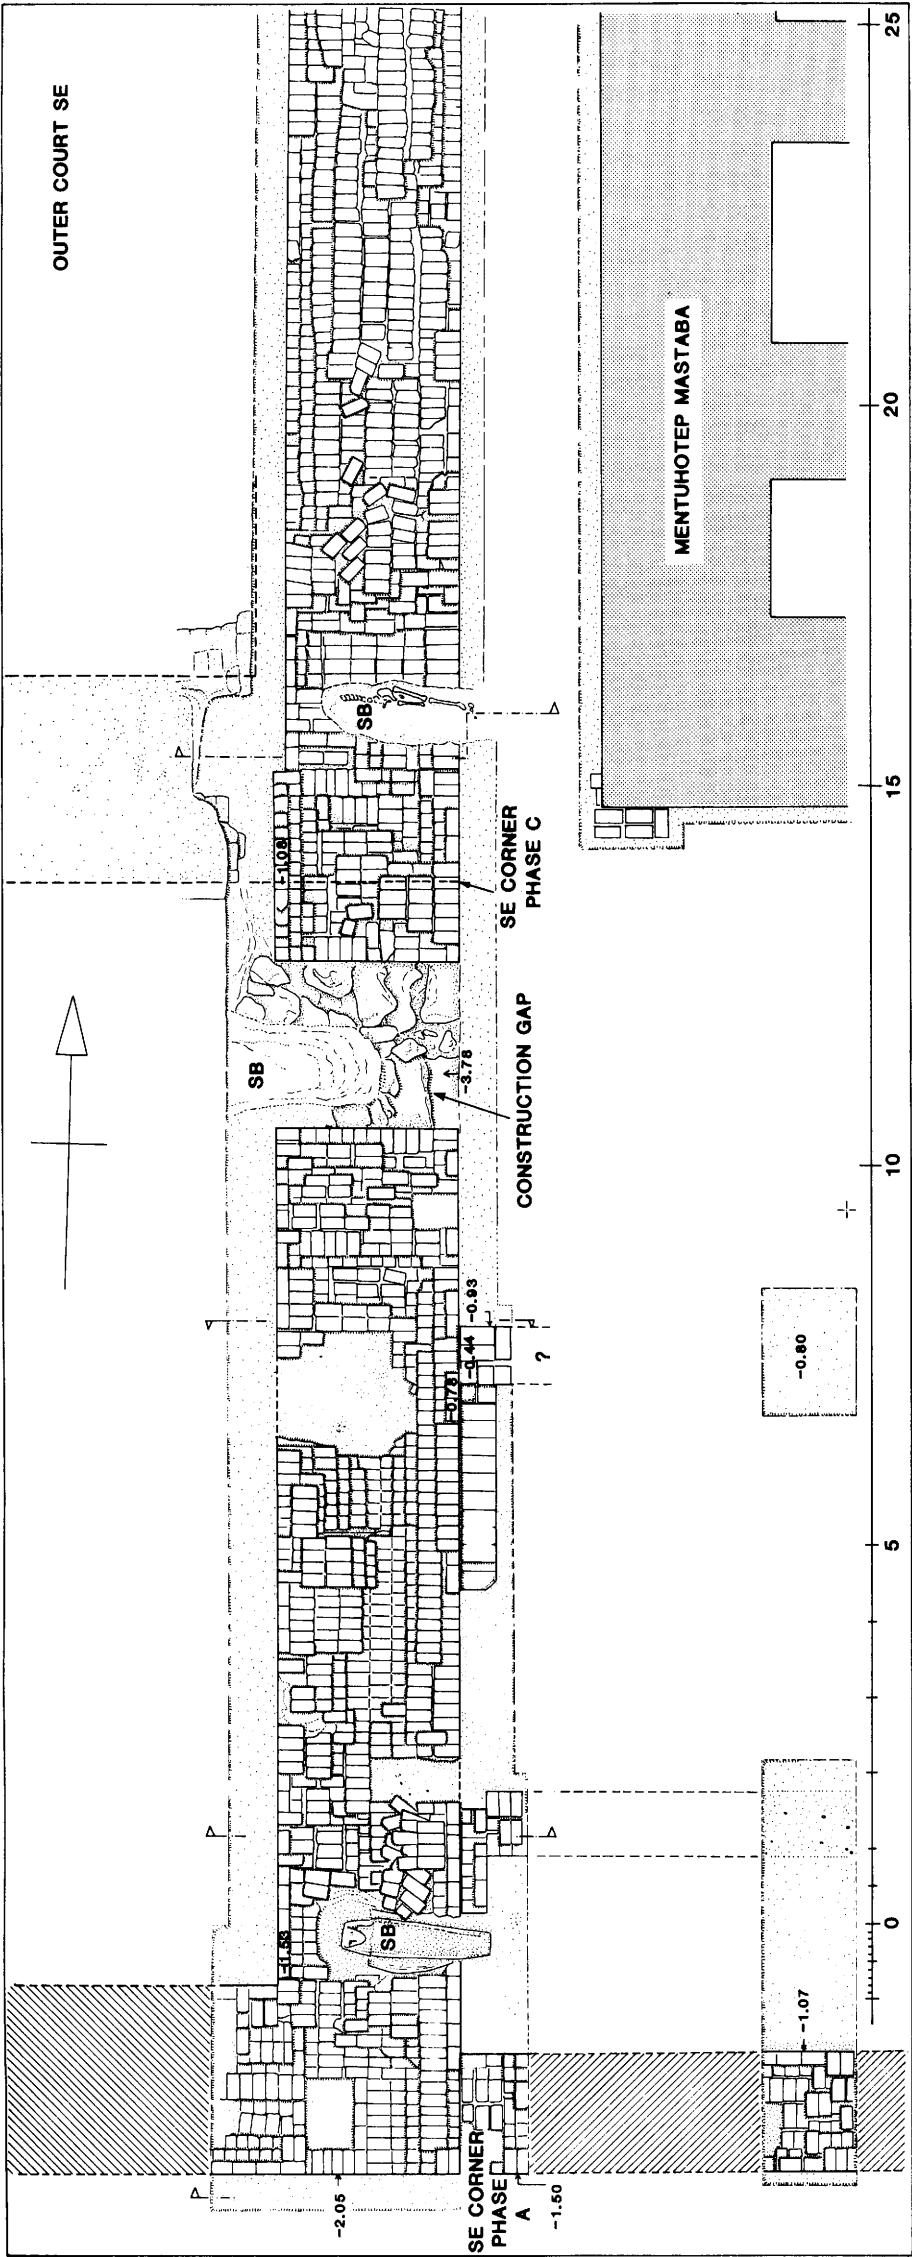 OUTER COURT SE
MENTUHOTEP MASTABA
SB
-1.08
SE CORNER
PHASE C
SB
-3.78
CONSTRUCTION GAP
-0.93
-0.44
-0.78
?
-0.80
SB
-1.53
-1.07
-2.05
SE CORNER
PHASE
A
-1.50
0
5
10
15
20
25